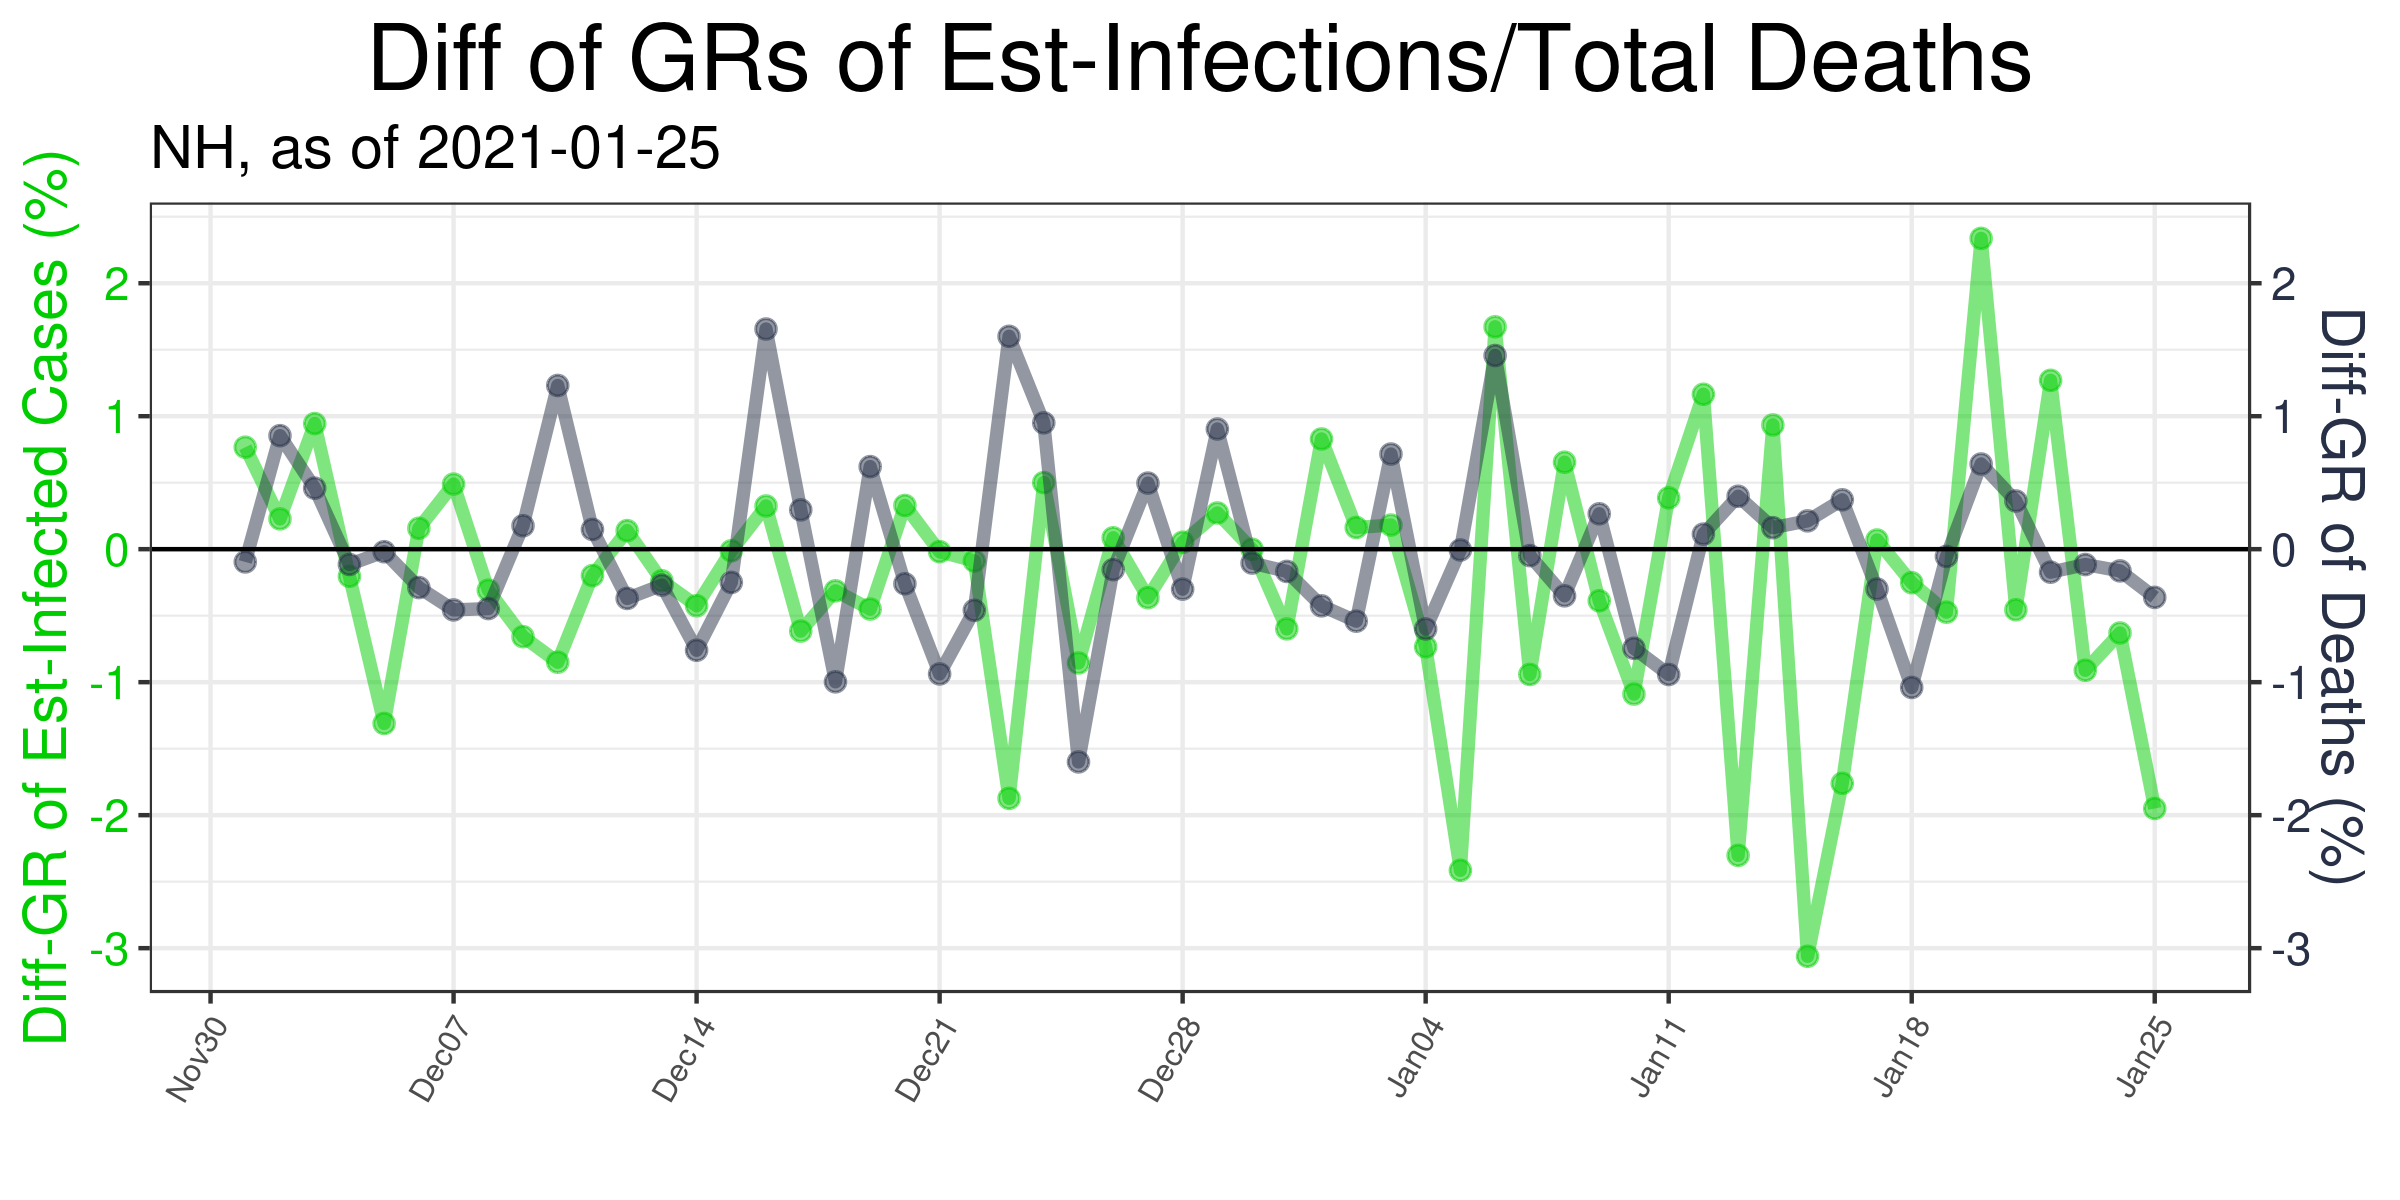 Diff of GRs of Est-Infections/Total Deaths
NH, as of 2021-01-25
Diff-GR of Est-Infected Cases (%)
2
1
0
-1
-2
-3
2
1
0
-1
-2
-3
Diff-GR of Deaths (%)
Nov30
Dec07
Dec14
Dec21
Dec28
Jan04
Jan11
Jan18
Jan25